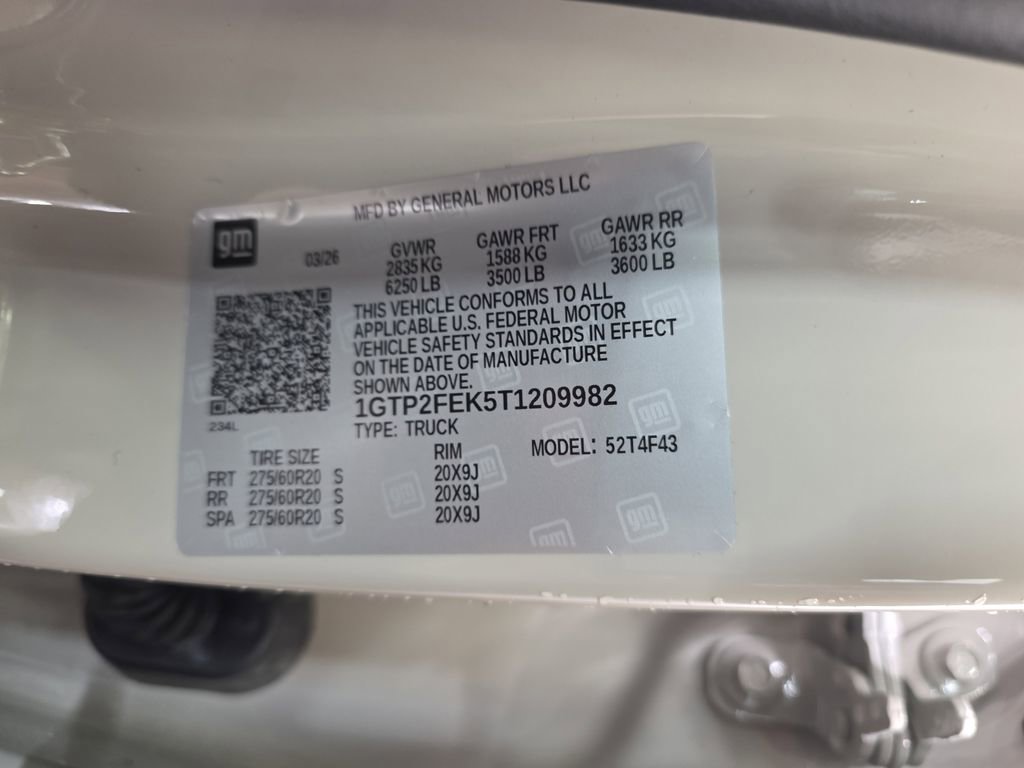 MFD BY GENERAL MOTORS LLC
gm
03/26
GVWR GAWR FRT GAWR RR
2835 KG 1588 KG 1633 KG
6250 LB 3500 LB 3600 LB
THIS VEHICLE CONFORMS TO ALL
APPLICABLE U.S. FEDERAL MOTOR
VEHICLE SAFETY STANDARDS IN EFFECT
ON THE DATE OF MANUFACTURE
SHOWN ABOVE.
1GTP2FEK5T1209982
234L
TYPE: TRUCK MODEL: 52T4F43
TIRE SIZE RIM
FRT 275/60R20 S 20X9J
RR 275/60R20 S 20X9J
SPA 275/60R20 S 20X9J